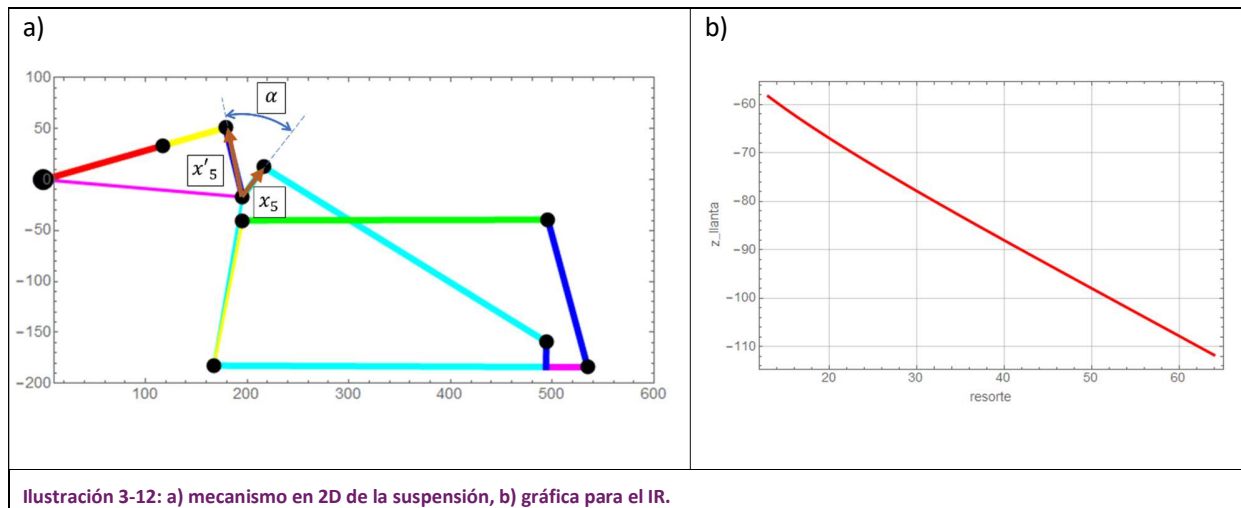 a)
100
50
0
−50
−100
−150
−200
100 200 300 400 500 600
α
x'₅
x₅
b)
−60
−70
−80
−90
−100
−110
z_llanta
20 30 40 50 60
resorte
Ilustración 3-12: a) mecanismo en 2D de la suspensión, b) gráfica para el IR.